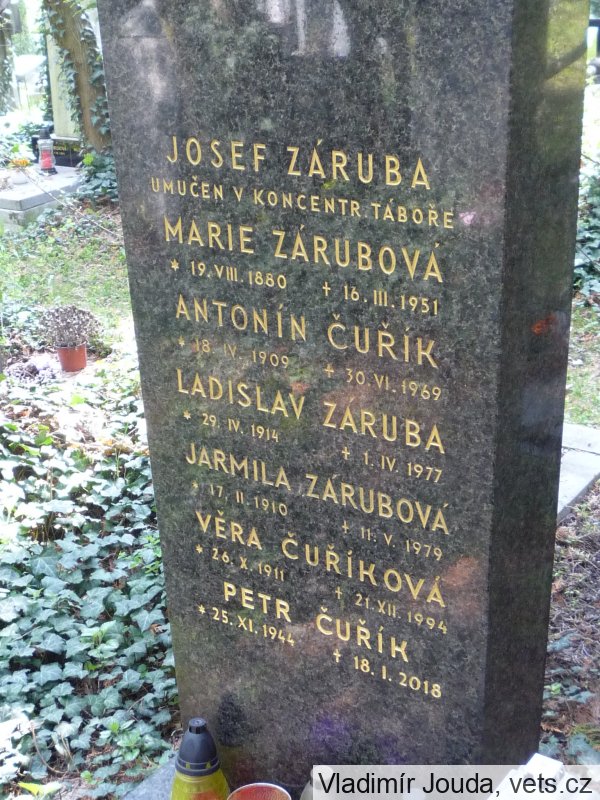 JOSEF ZÁRUBA
UMUČEN V KONCENTR. TÁBOŘE
MARIE ZÁRUBOVÁ
* 19. VIII. 1880 + 16. III. 1951
ANTONÍN ČUŘÍK
* 18. IV. 1909 + 30. VI. 1969
LADISLAV ZÁRUBA
* 29. IV. 1914 + 1. IV. 1977
JARMILA ZÁRUBOVÁ
* 17. II. 1910 + 11. V. 1979
VĚRA ČUŘÍKOVÁ
* 26. X. 1911 + 21. XII. 1994
PETR ČUŘÍK
* 25. XI. 1944 + 18. I. 2018
Vladimír Jouda, vets.cz